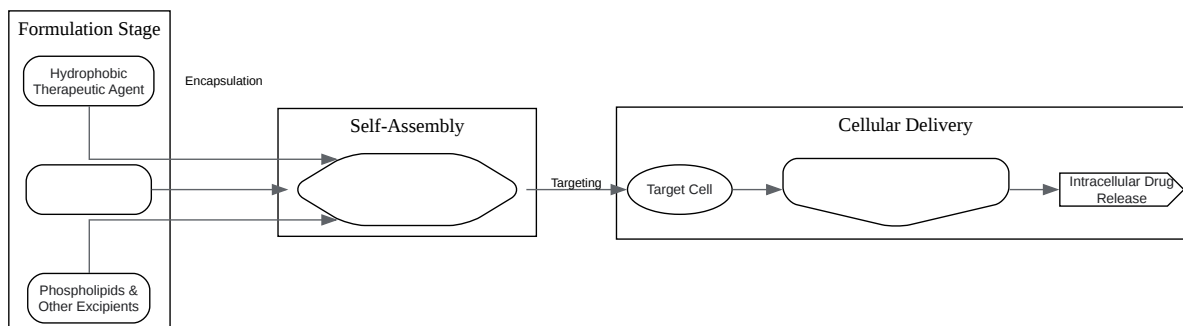 Formulation Stage
Hydrophobic
Therapeutic Agent
Phospholipids &
Other Excipients
Encapsulation
Self-Assembly
Targeting
Cellular Delivery
Target Cell
Intracellular Drug
Release